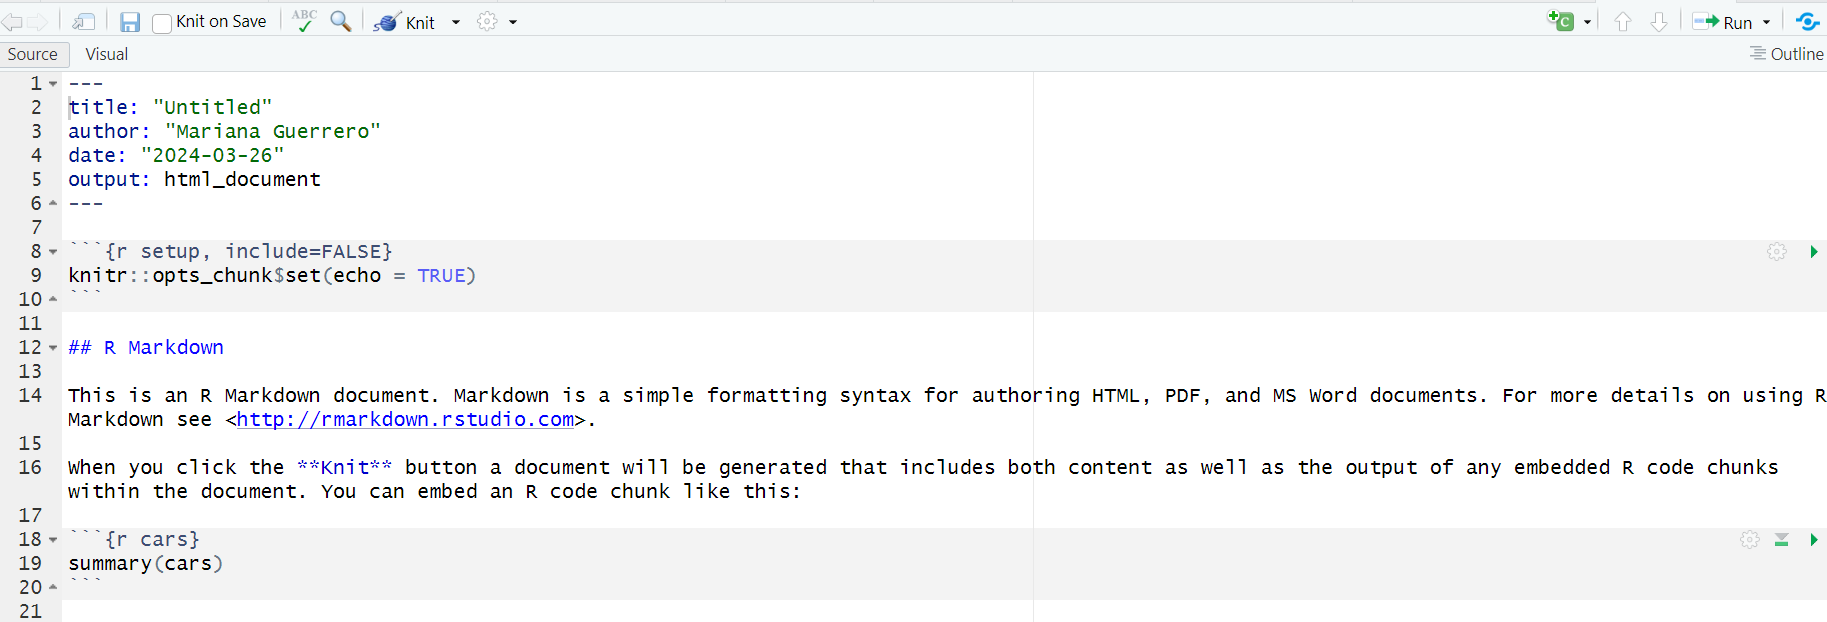 Knit on Save ABC Knit C Run
Source Visual Outline
1 ---
2 title: "Untitled"
3 author: "Mariana Guerrero"
4 date: "2024-03-26"
5 output: html_document
6 ---
7
8 ```{r setup, include=FALSE}
9 knitr::opts_chunk$set(echo = TRUE)
10 ```
11
12 ## R Markdown
13
14 This is an R Markdown document. Markdown is a simple formatting syntax for authoring HTML, PDF, and MS Word documents. For more details on using R
Markdown see <http://rmarkdown.rstudio.com>.
15
16 When you click the **Knit** button a document will be generated that includes both content as well as the output of any embedded R code chunks
within the document. You can embed an R code chunk like this:
17
18 ```{r cars}
19 summary(cars)
20 ```
21